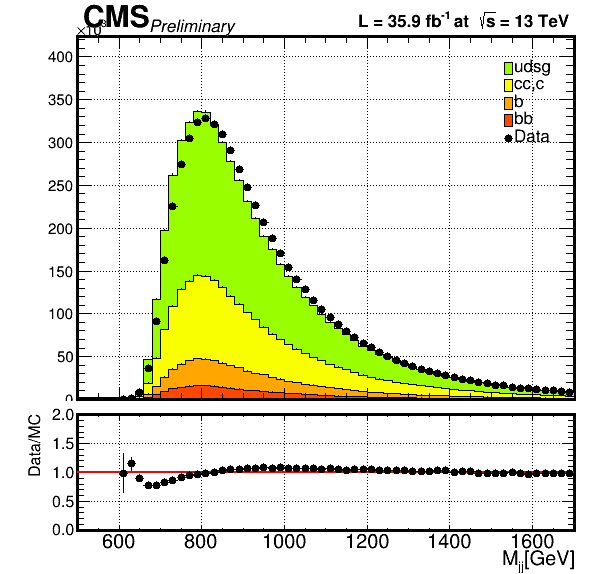 CMS Preliminary
L = 35.9 fb⁻¹ at √s = 13 TeV
×10³
400
350
300
250
200
150
100
50
0
udsg
cc,c
b
bb
Data
Data/MC
2.0
1.5
1.0
0.5
0.0
600 800 1000 1200 1400 1600
M_jj[GeV]